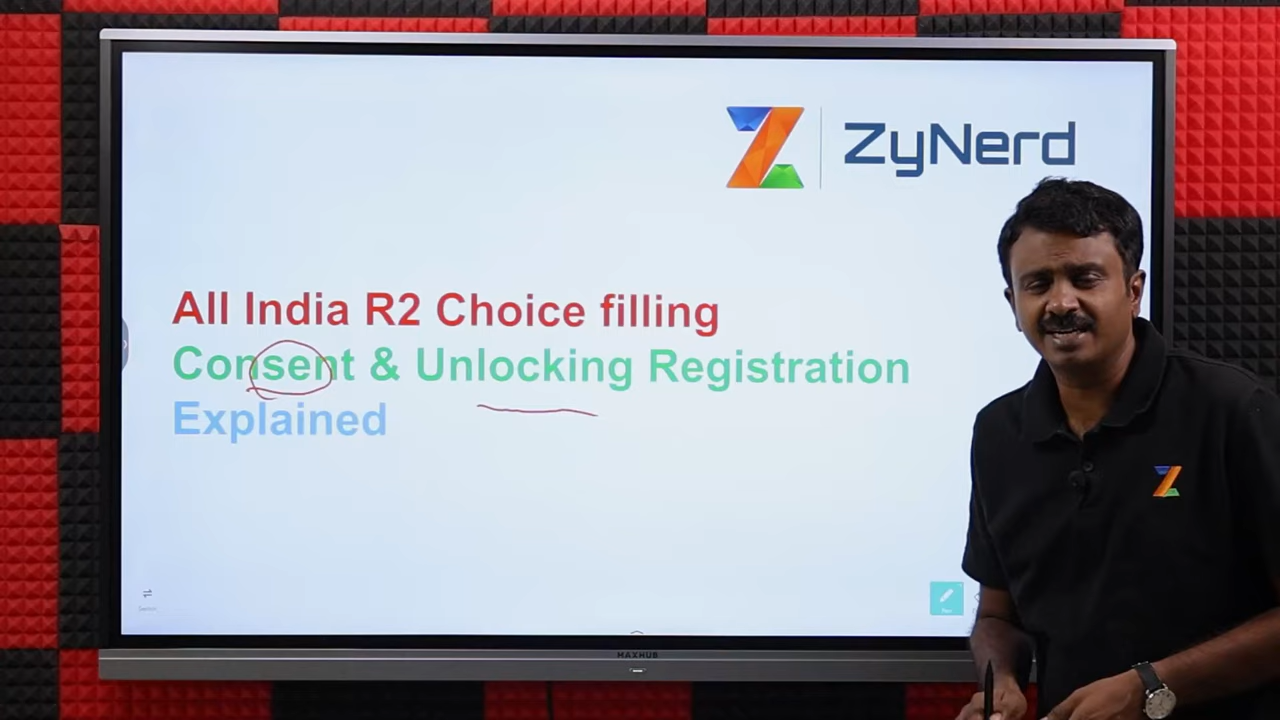 ZyNerd
All India R2 Choice filling
Consent & Unlocking Registration
Explained
MAXHUB